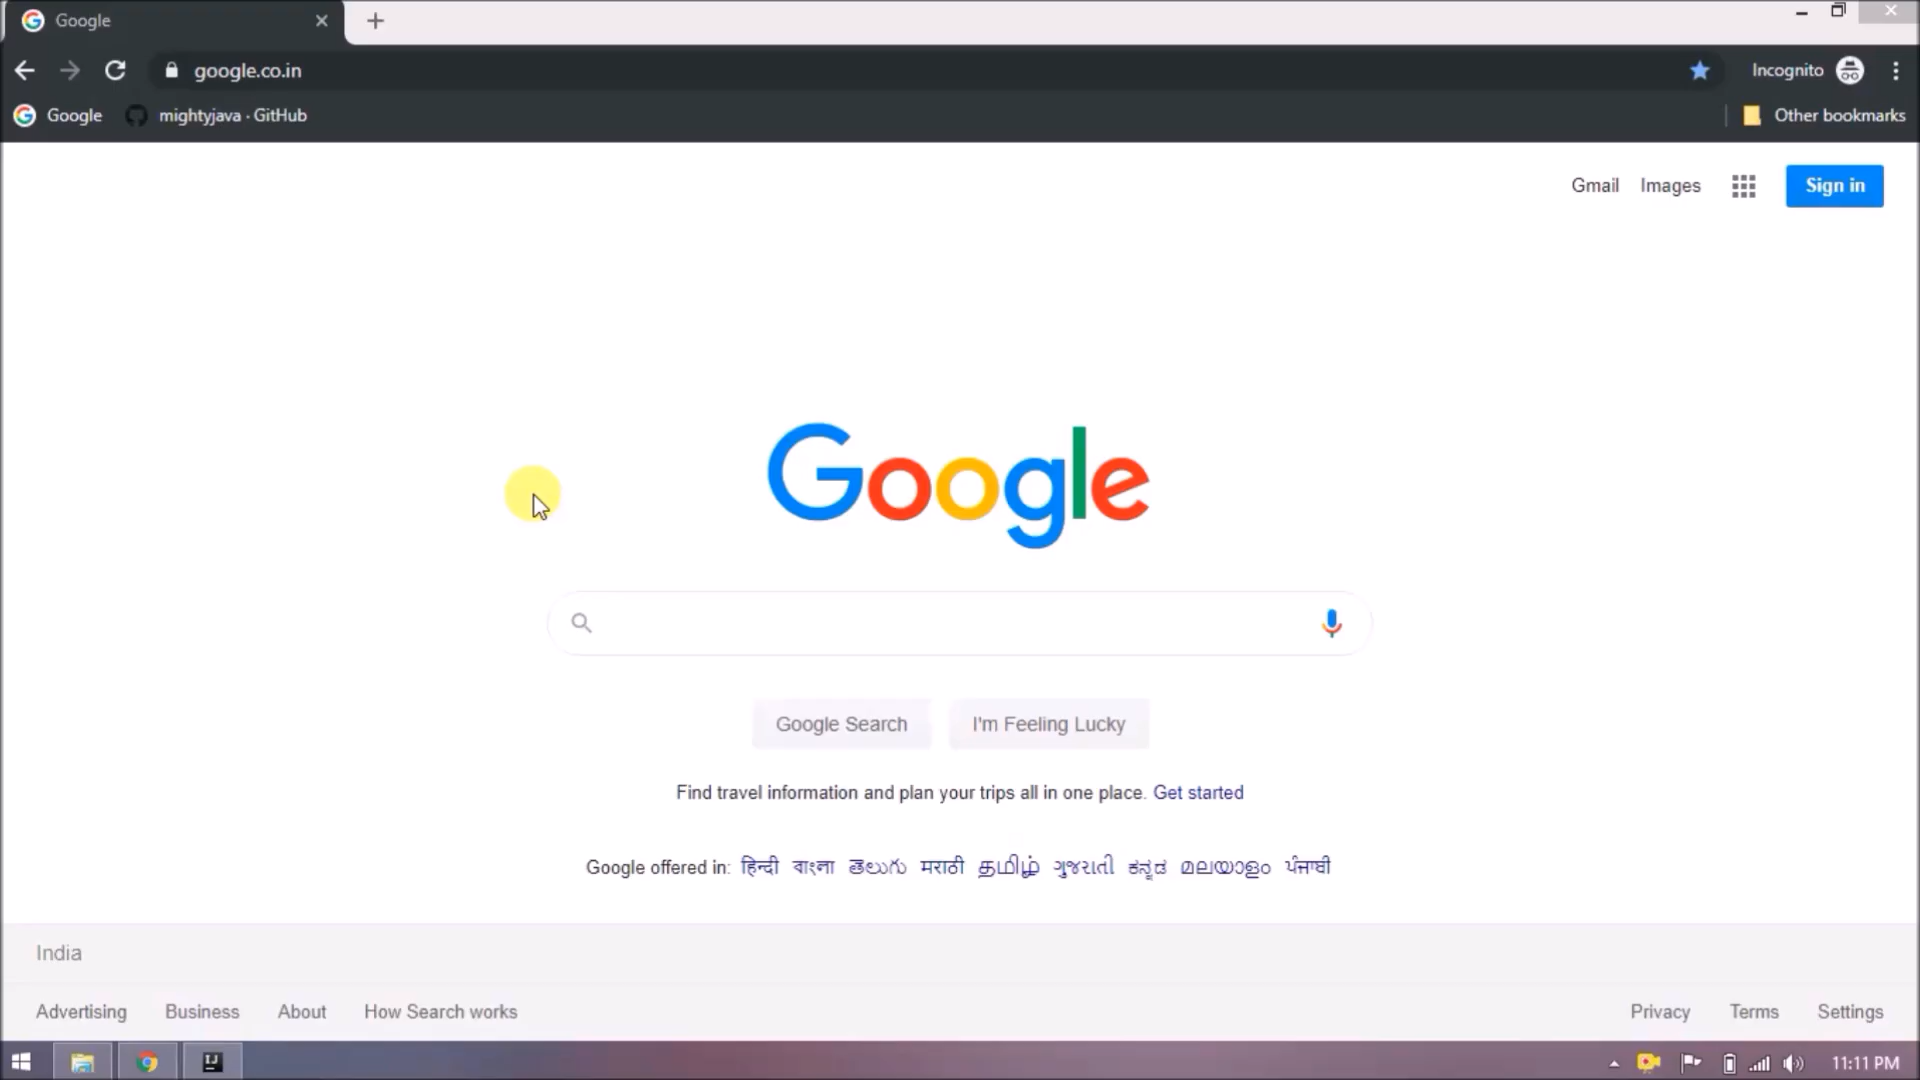 Google
google.co.in
Incognito
Google
mightyjava · GitHub
Other bookmarks
Gmail
Images
Sign in
Google
Google Search
I'm Feeling Lucky
Find travel information and plan your trips all in one place. Get started
Google offered in: हिन्दी বাংলা తెలుగు मराठी தமிழ் ગુજરાતી ಕನ್ನಡ മലയാളം ਪੰਜਾਬੀ
India
Advertising
Business
About
How Search works
Privacy
Terms
Settings
IJ
11:11 PM